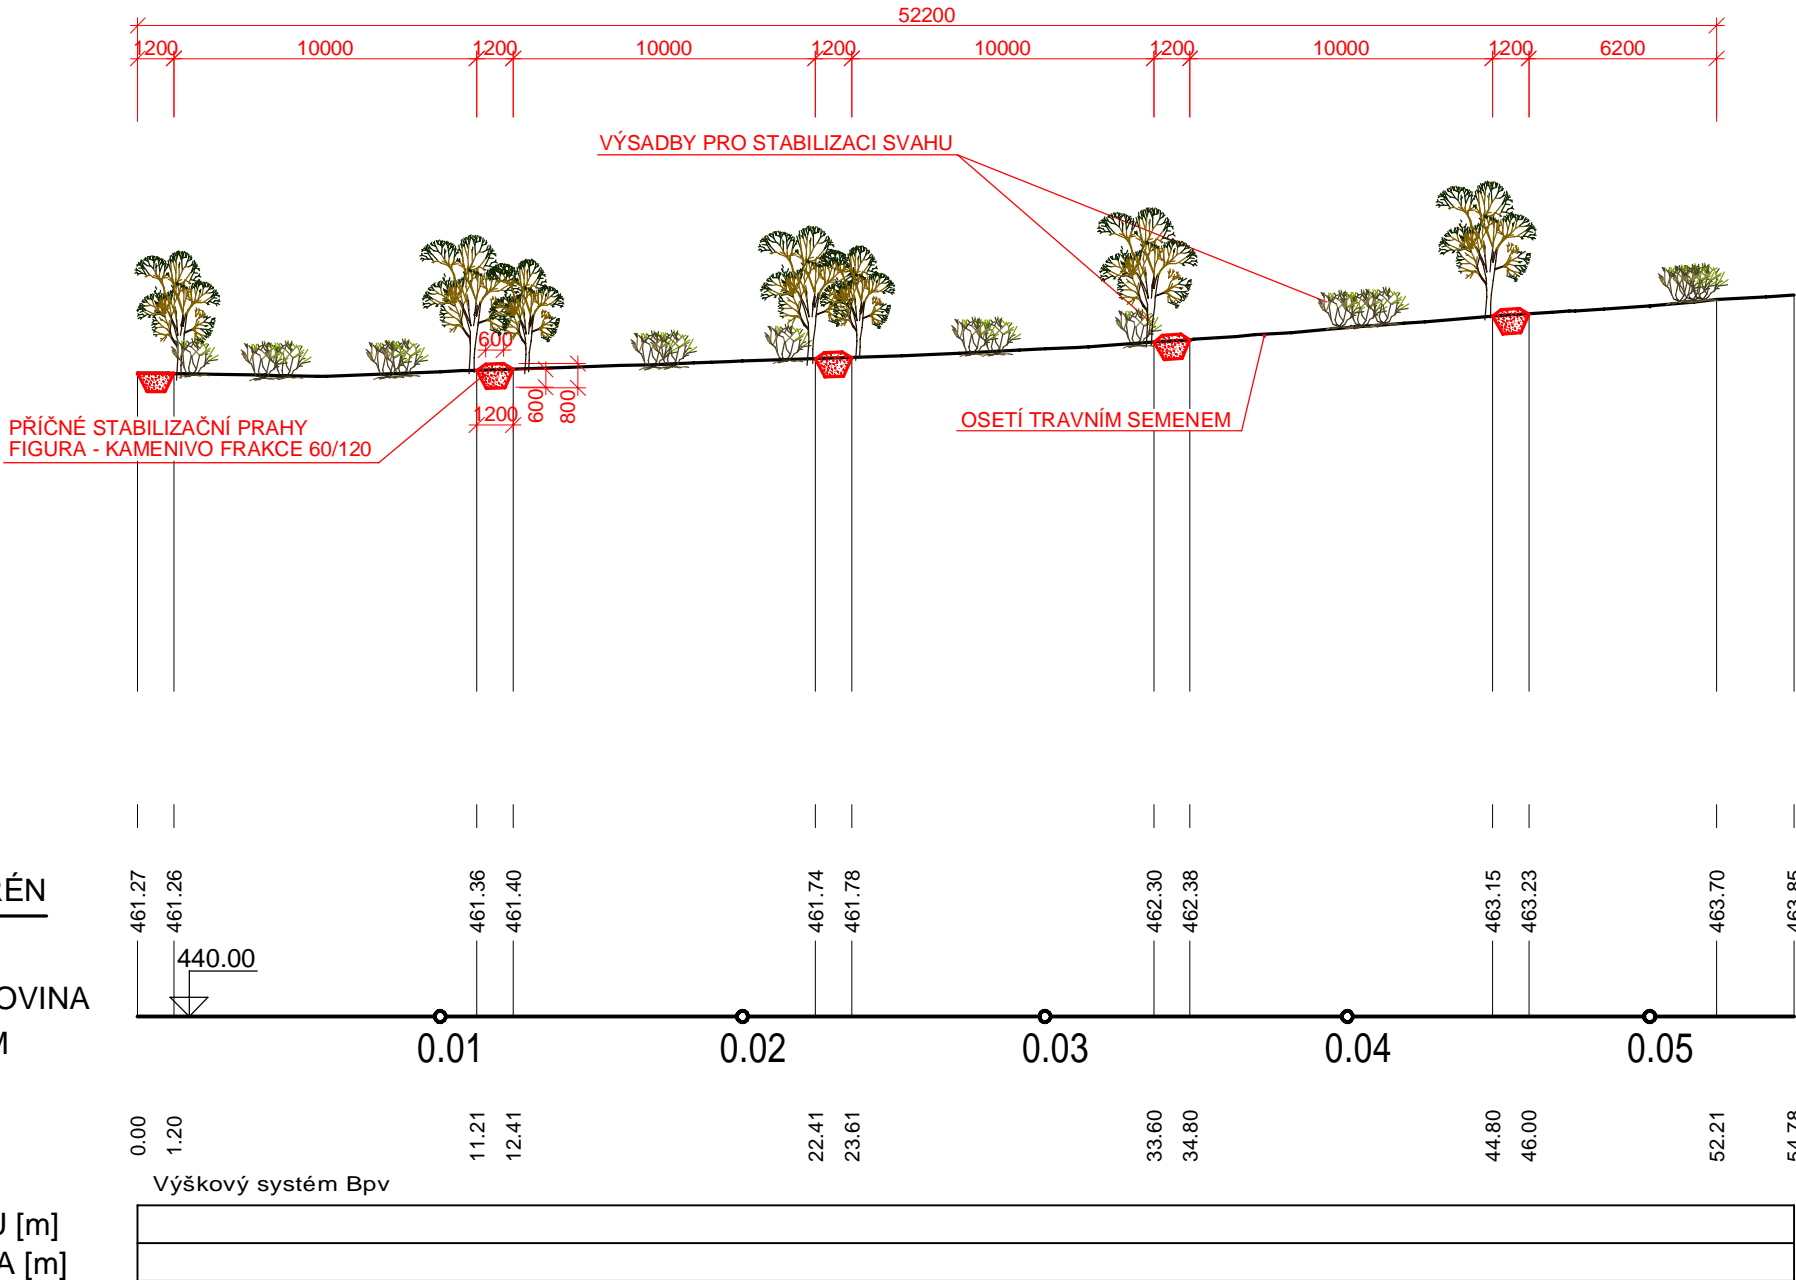 52200
1200 10000 1200 10000 1200 10000 1200 10000 1200 6200
VÝSADBY PRO STABILIZACI SVAHU
600
600
800
1200
PŘÍČNÉ STABILIZAČNÍ PRAHY
FIGURA - KAMENIVO FRAKCE 60/120
OSETÍ TRAVNÍM SEMENEM
461.27 461.26 461.36 461.40 461.74 461.78 462.30 462.38 463.15 463.23 463.70 463.85
440.00
0.01 0.02 0.03 0.04 0.05
0.00 1.20 11.21 12.41 22.41 23.61 33.60 34.80 44.80 46.00 52.21 54.78
Výškový systém Bpv
[m]
[m]